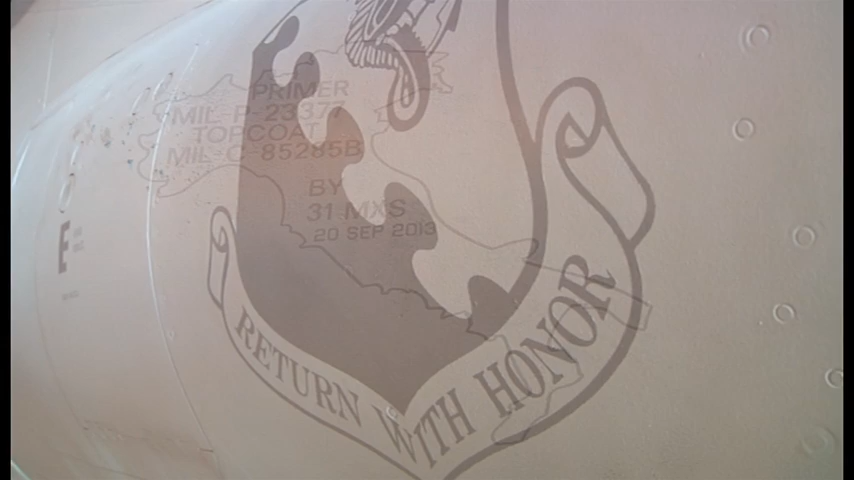 PRIMER
MIL-P-23377
TOPCOAT
MIL-C-85285B
BY
31 MXS
20 SEP 2013
F
RETURN WITH HONOR